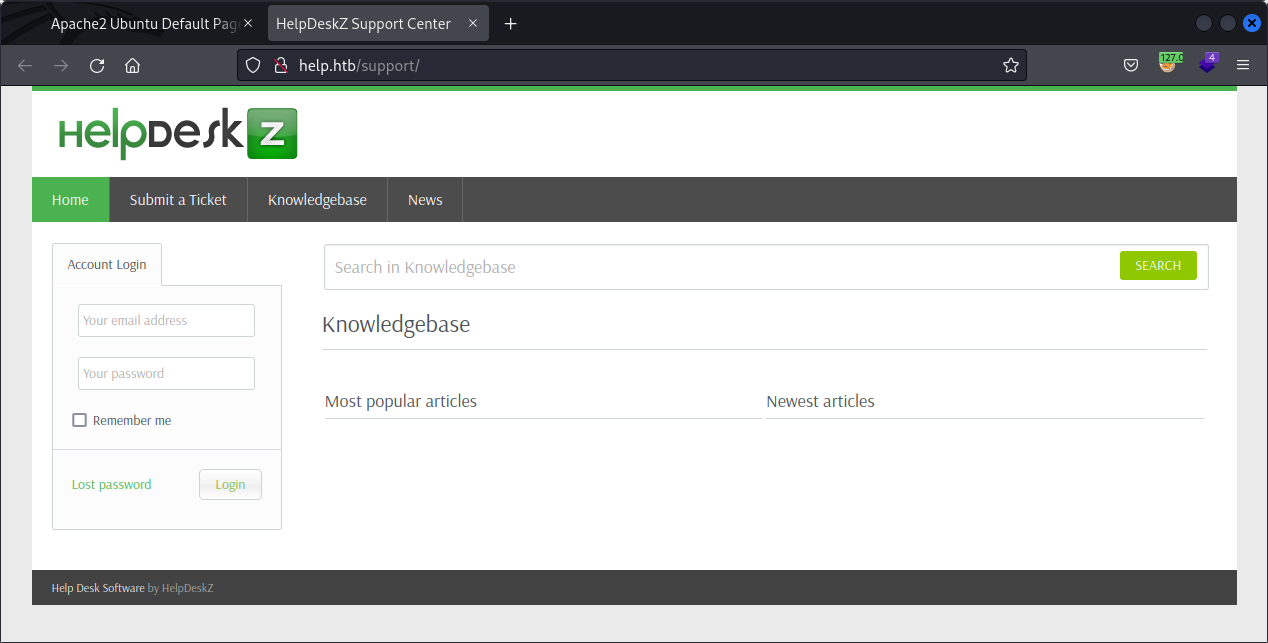 Apache2 Ubuntu Default Pag
HelpDeskZ Support Center
help.htb/support/
127.0
4
HelpDesk Z
Home
Submit a Ticket
Knowledgebase
News
Account Login
Your email address
Your password
Remember me
Lost password
Login
Search in Knowledgebase
SEARCH
Knowledgebase
Most popular articles
Newest articles
Help Desk Software by HelpDeskZ